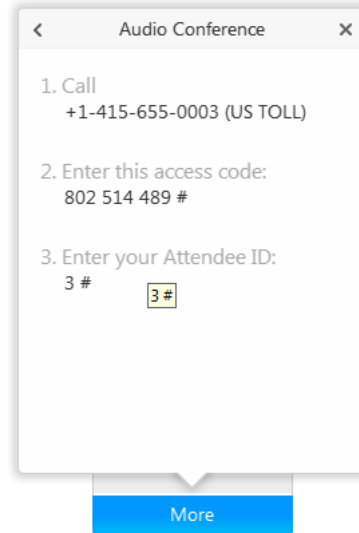 Audio Conference
1. Call
+1-415-655-0003 (US TOLL)
2. Enter this access code:
802 514 489 #
3. Enter your Attendee ID:
3 #
3 #
More